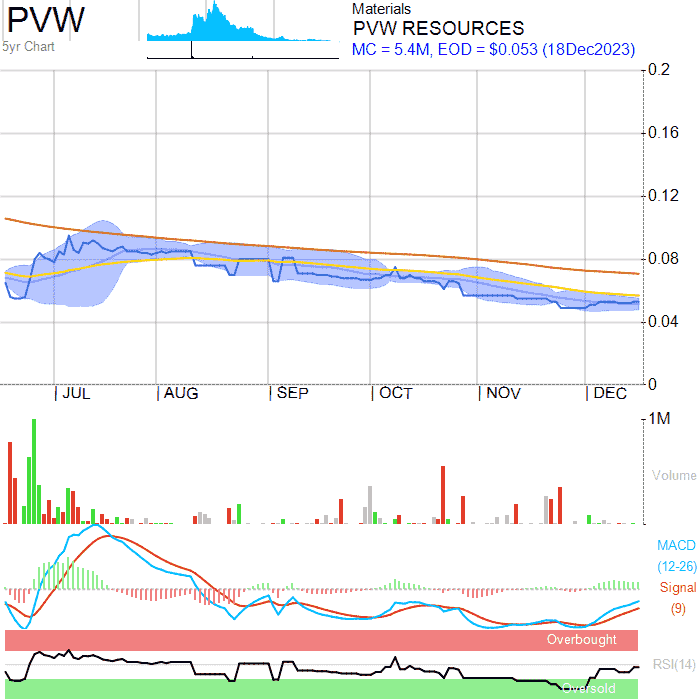 PVW
5yr Chart
Materials
PVW RESOURCES
MC = 5.4M, EOD = $0.053 (18Dec2023)
0.2
0.16
0.12
0.08
0.04
0
JUL AUG SEP OCT NOV DEC
1M
Volume
MACD
(12-26)
Signal
(9)
Overbought
RSI(14)
Oversold